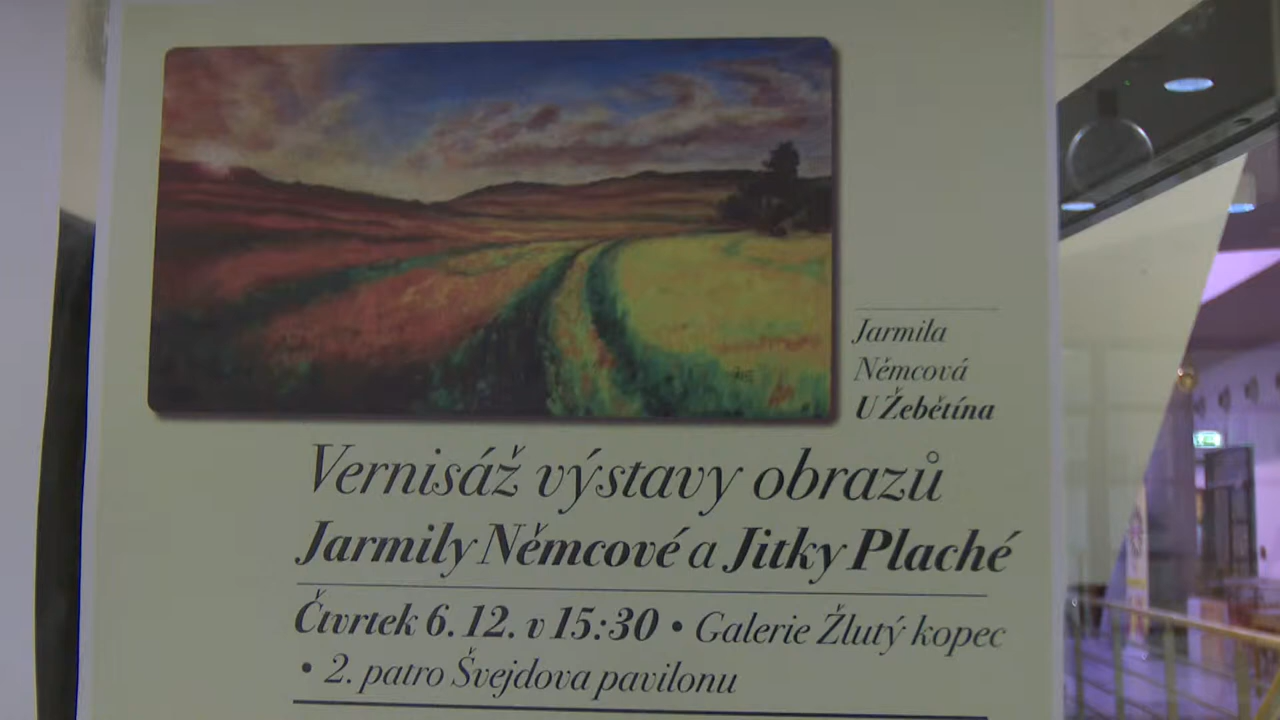 Jarmila
Němcová
U Žebětína
Vernisáž výstavy obrazů
Jarmily Němcové a Jitky Plaché
Čtvrtek 6. 12. v 15:30 • Galerie Žlutý kopec
• 2. patro Švejdova pavilonu